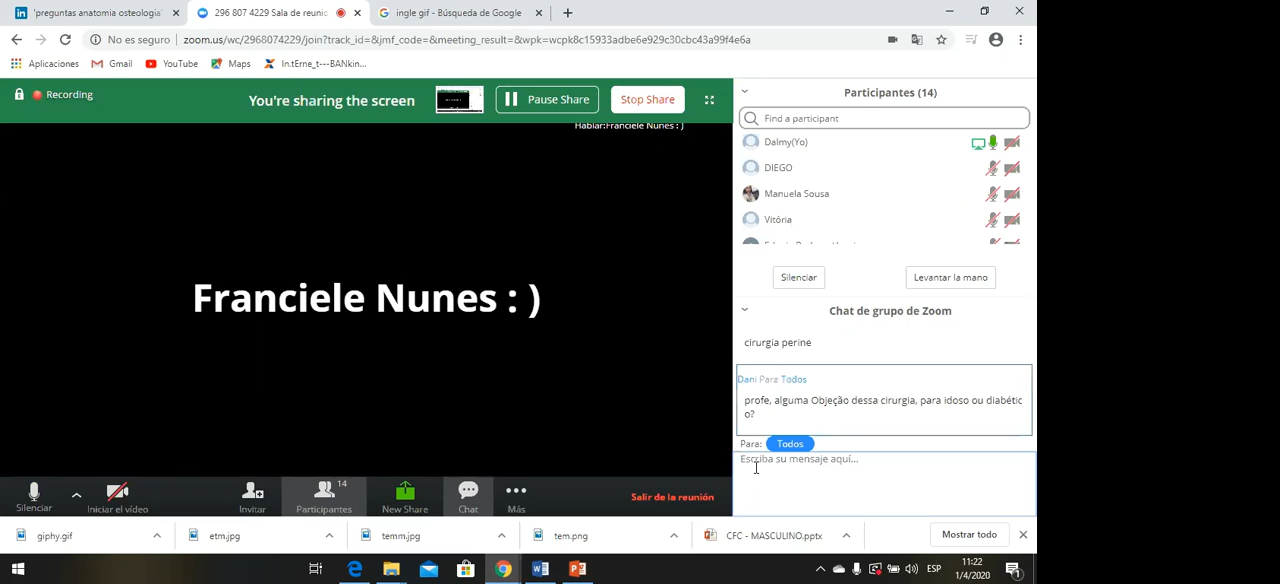 'preguntas anatomia osteologia'
296 807 4229 Sala de reunic
ingle gif - Búsqueda de Google
No es seguro
zoom.us/wc/2968074229/join?track_id=&jmf_code=&meeting_result=&wpk=wcpk8c15933adbe6e929c30cbc43a99f4e6a
Aplicaciones
Gmail
YouTube
Maps
In.tErne_t---BANkin...
Recording
You're sharing the screen
Pause Share
Stop Share
Hablar:Franciele Nunes : )
Franciele Nunes : )
Participantes (14)
Find a participant
Dalmy(Yo)
DIEGO
Manuela Sousa
Vitória
Silenciar
Levantar la mano
Chat de grupo de Zoom
cirurgia perine
Dani Para Todos
profe, alguma Objeção dessa cirurgia, para idoso ou diabétic
o?
Para:
Todos
Escriba su mensaje aquí...
Silenciar
Iniciar el vídeo
Invitar
14
Participantes
New Share
Chat
Más
Salir de la reunión
giphy.gif
etm.jpg
temm.jpg
tem.png
CFC - MASCULINO.pptx
Mostrar todo
ESP
11:22
1/4/2020
1